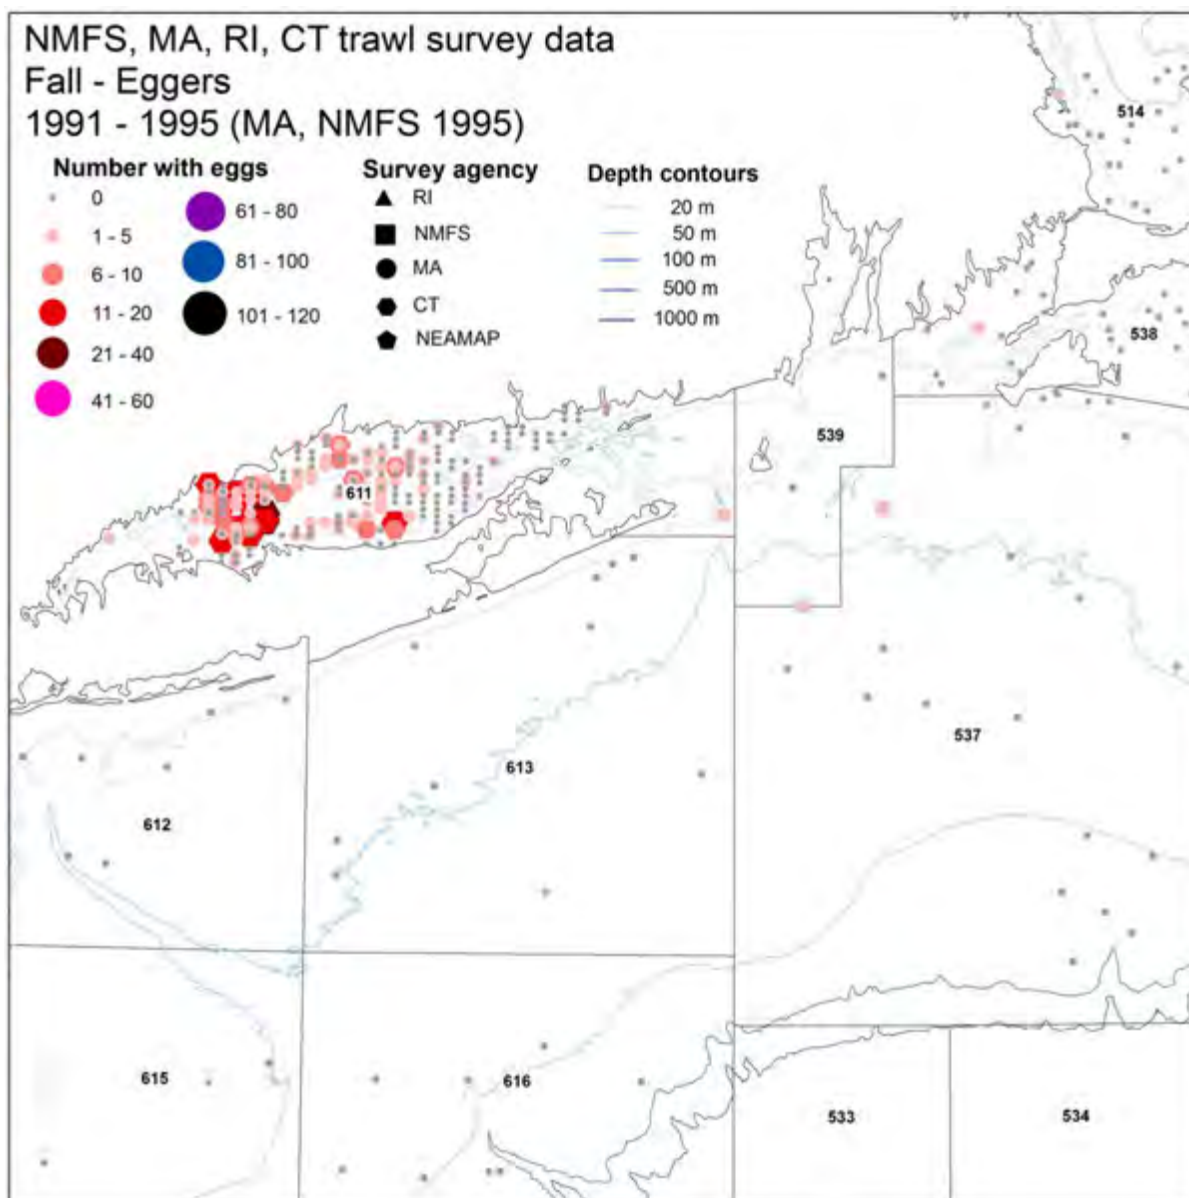 NMFS, MA, RI, CT trawl survey data
Fall - Eggers
1991 - 1995 (MA, NMFS 1995)
Number with eggs
0
1 - 5
6 - 10
11 - 20
21 - 40
41 - 60
61 - 80
81 - 100
101 - 120
Survey agency
RI
NMFS
MA
CT
NEAMAP
Depth contours
20 m
50 m
100 m
500 m
1000 m
514
538
539
611
537
613
612
615
616
533
534